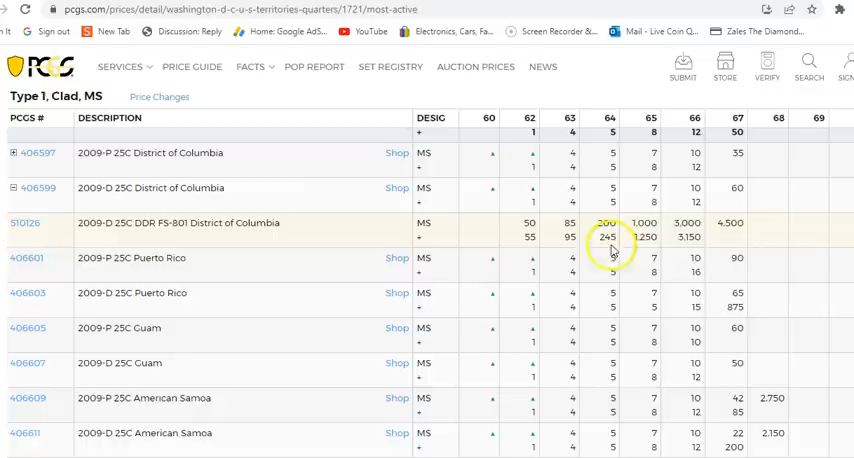 pcgs.com/prices/detail/washington-d-c-u-s-territories-quarters/1721/most-active
n It Sign out S New Tab Discussion: Reply Home: Google AdS... YouTube Electronics, Cars, Fa... Screen Recorder &... Mail - Live Coin Q... Zales The Diamond...
PCGS SERVICES PRICE GUIDE FACTS POP REPORT SET REGISTRY AUCTION PRICES NEWS SUBMIT STORE VERIFY SEARCH SIGN
Type 1, Clad, MS Price Changes
PCGS # DESCRIPTION DESIG 60 62 63 64 65 66 67 68 69
+ 1 4 5 8 12 50
406597 2009-P 25C District of Columbia Shop MS 4 5 7 10 35
+ 1 4 5 8 12
406599 2009-D 25C District of Columbia Shop MS 4 5 7 10 60
+ 1 4 5 8 12
510126 2009-D 25C DDR FS-801 District of Columbia MS 50 85 200 1,000 3,000 4,500
+ 55 95 245 1,250 3,150
406601 2009-P 25C Puerto Rico Shop MS 4 5 7 10 90
+ 1 4 5 8 16
406603 2009-D 25C Puerto Rico Shop MS 4 5 7 10 65
+ 1 4 5 5 15 875
406605 2009-P 25C Guam Shop MS 4 5 7 10 60
+ 1 4 5 8 10
406607 2009-D 25C Guam Shop MS 4 5 7 10 50
+ 1 4 5 8 12
406609 2009-P 25C American Samoa Shop MS 4 5 7 10 42 2,750
+ 1 4 5 8 12 85
406611 2009-D 25C American Samoa Shop MS 4 5 7 10 22 2,150
+ 1 4 5 8 12 200